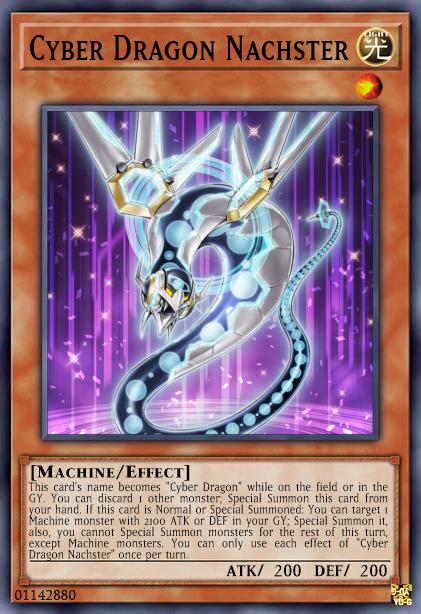 CYBER DRAGON NACHSTER
LIGHT
光
[MACHINE/EFFECT]
This card's name becomes "Cyber Dragon" while on the field or in the
GY. You can discard 1 other monster; Special Summon this card from
your hand. If this card is Normal or Special Summoned: You can target 1
Machine monster with 2100 ATK or DEF in your GY; Special Summon it,
also, you cannot Special Summon monsters for the rest of this turn,
except Machine monsters. You can only use each effect of "Cyber
Dragon Nachster" once per turn.
ATK/ 200 DEF/ 200
01142880